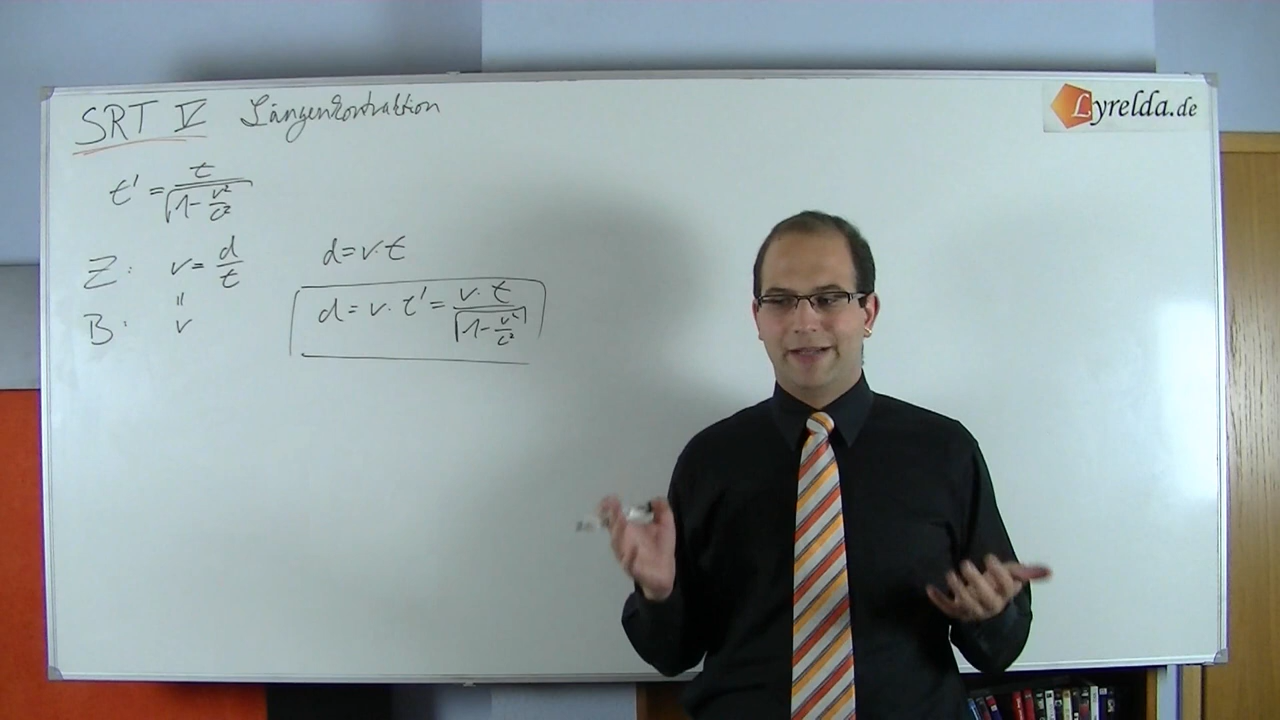 SRT V Längenkontraktion
Lyrelda.de
t' = t / √(1 - v²/c²)
Z: v = d/t
d = v · t
"
B: v
d = v · t' = v · t / √(1 - v²/c²)